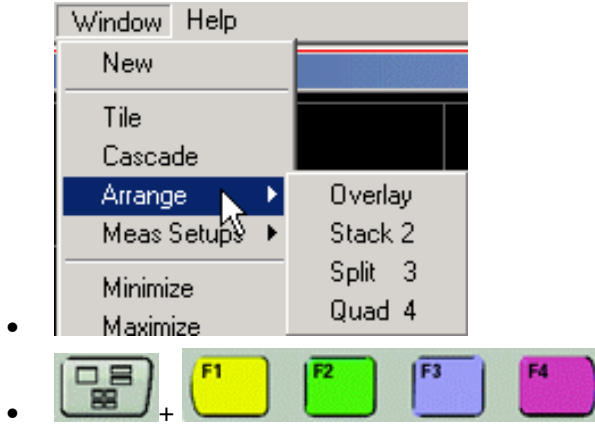 Window Help
New
Tile
Cascade
Arrange
Meas Setups
Minimize
Maximize
Overlay
Stack 2
Split 3
Quad 4
+
F1 F2 F3 F4